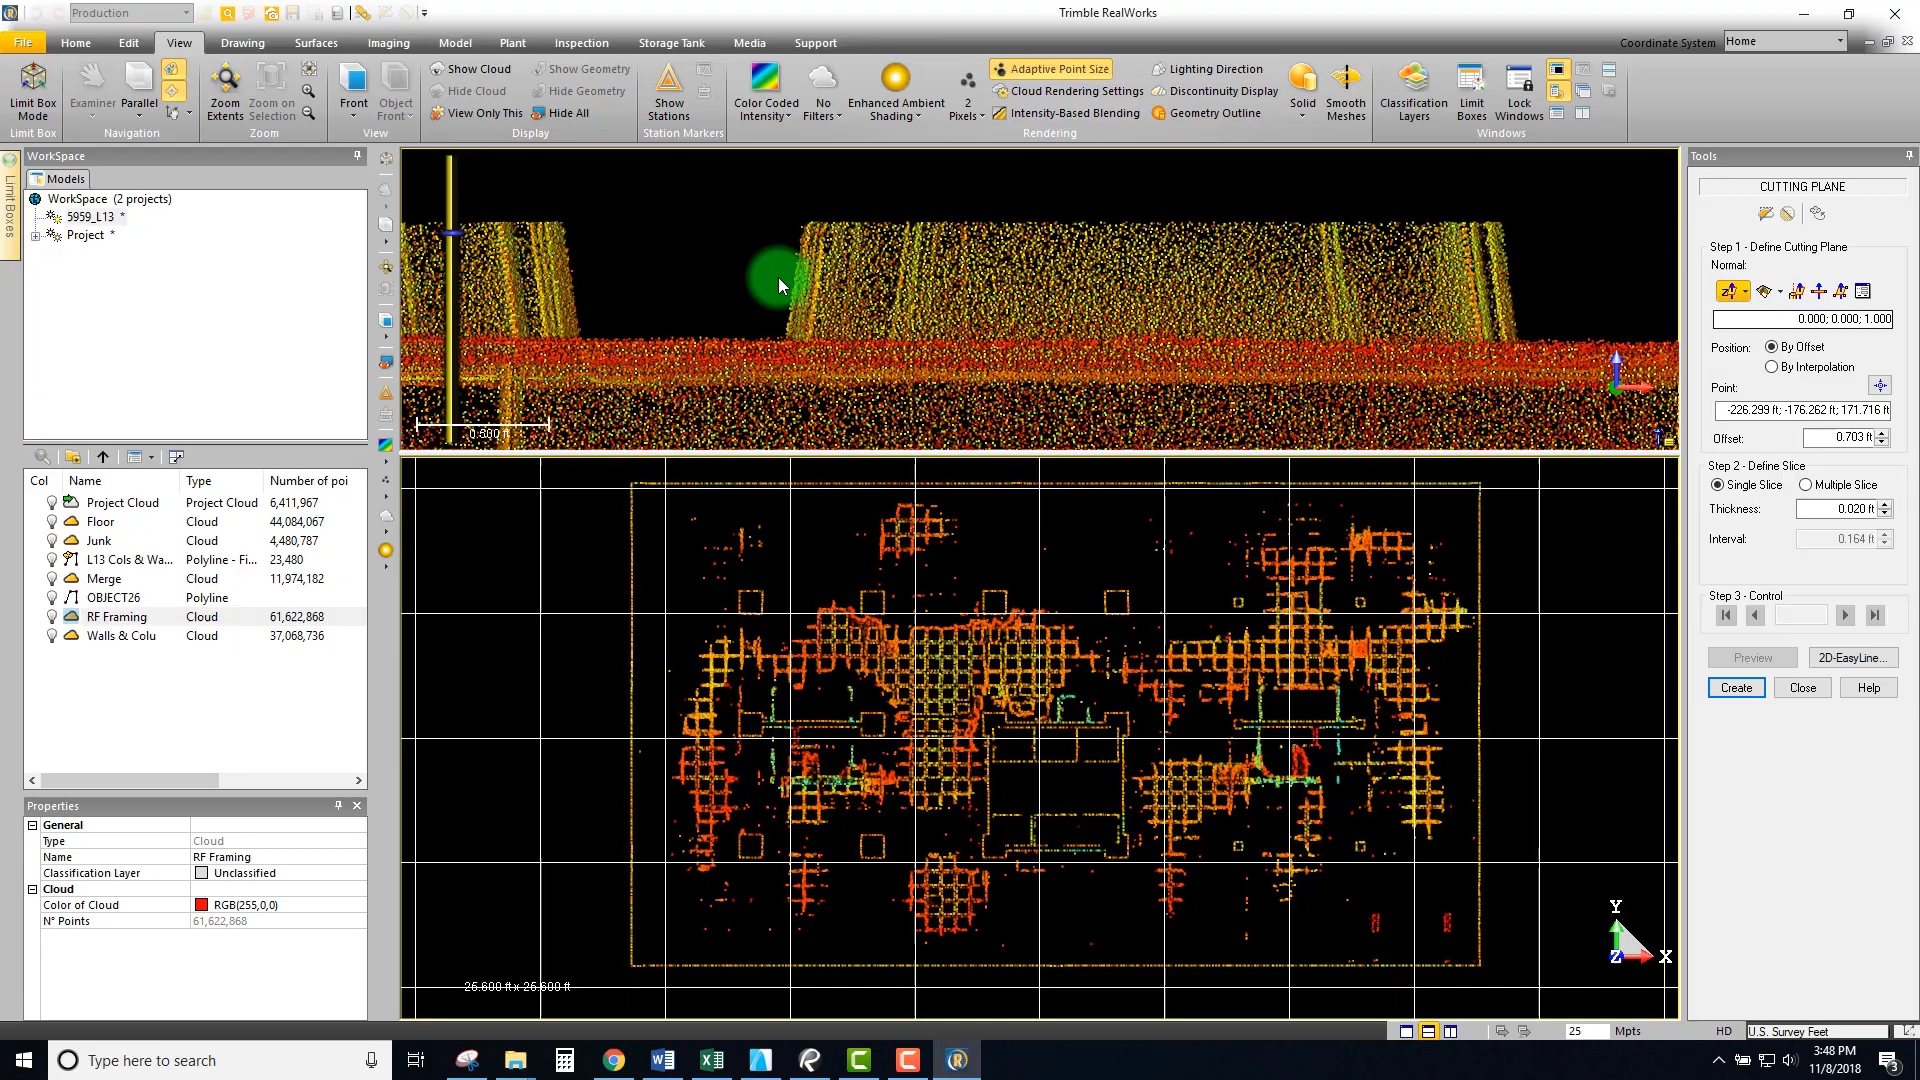 Production
Trimble RealWorks
File Home Edit View Drawing Surfaces Imaging Model Plant Inspection Storage Tank Media Support
Coordinate System Home
Limit Box Mode
Examiner
Parallel
Zoom Extents
Zoom on Selection
Front
Object Front
Show Cloud
Hide Cloud
View Only This
Show Geometry
Hide Geometry
Hide All
Show Stations
Color Coded Intensity
No Filters
Enhanced Ambient Shading
2 Pixels
Adaptive Point Size
Cloud Rendering Settings
Intensity-Based Blending
Lighting Direction
Discontinuity Display
Geometry Outline
Solid
Smooth Meshes
Classification Layers
Limit Boxes
Lock Windows
Limit Box Navigation Zoom View Display Station Markers Rendering Windows
Limit Boxes
WorkSpace
Models
WorkSpace (2 projects)
5959_L13 *
Project *
Col Name Type Number of poi
Project Cloud Project Cloud 6,411,967
Floor Cloud 44,084,067
Junk Cloud 4,480,787
L13 Cols & Wa... Polyline - Fi... 23,480
Merge Cloud 11,974,182
OBJECT26 Polyline
RF Framing Cloud 61,622,868
Walls & Colu Cloud 37,068,736
Properties
General
Type Cloud
Name RF Framing
Classification Layer Unclassified
Cloud
Color of Cloud RGB(255,0,0)
N° Points 61,622,868
0.500 ft
25.600 ft x 25.600 ft
Y
Z
X
Tools
CUTTING PLANE
Step 1 - Define Cutting Plane
Normal:
0.000; 0.000; 1.000
Position: By Offset
By Interpolation
Point:
-226.299 ft; -176.262 ft; 171.716 ft
Offset: 0.703 ft
Step 2 - Define Slice
Single Slice Multiple Slice
Thickness: 0.020 ft
Interval: 0.164 ft
Step 3 - Control
Preview 2D-EasyLine...
Create Close Help
25 Mpts HD U.S. Survey Feet
Type here to search
3:48 PM
11/8/2018
3